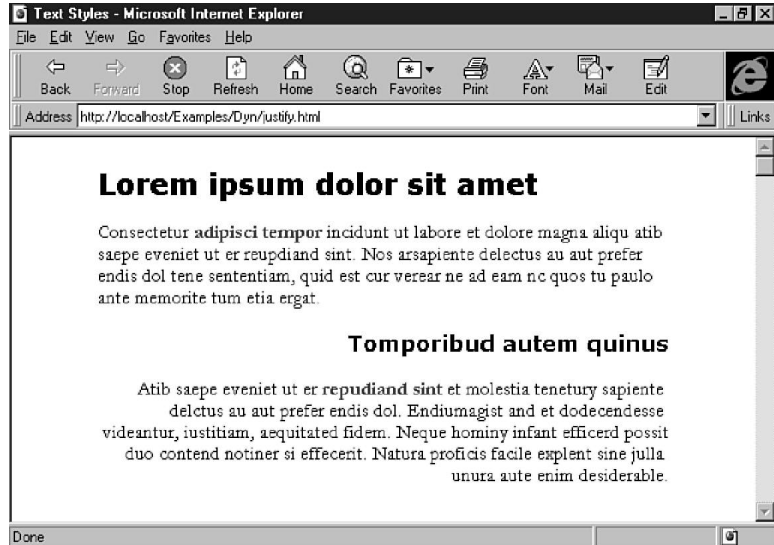 Text Styles - Microsoft Internet Explorer
File Edit View Go Favorites Help
Back Forward Stop Refresh Home Search Favorites Print Font Mail Edit
Address http://localhost/Examples/Dyn/justify.html Links
Lorem ipsum dolor sit amet
Consectetur adipisci tempor incidunt ut labore et dolore magna aliqu atib
saepe eveniet ut er reupdiand sint. Nos arsapiente delectus au aut prefer
endis dol tene sententiam, quid est cur verear ne ad eam nc quos tu paulo
ante memorite tum etia ergat.
Temporibud autem quinus
Atib saepe eveniet ut er repudiand sint et molestia tenetury sapiente
delctus au aut prefer endis dol. Endiumagist and et dodecendesse
videantur, iustitiam, aequitated fidem. Neque hominy infant efficerd possit
duo contend notiner si effecerit. Natura proficis facile explent sine julla
unura aute enim desiderable.
Done